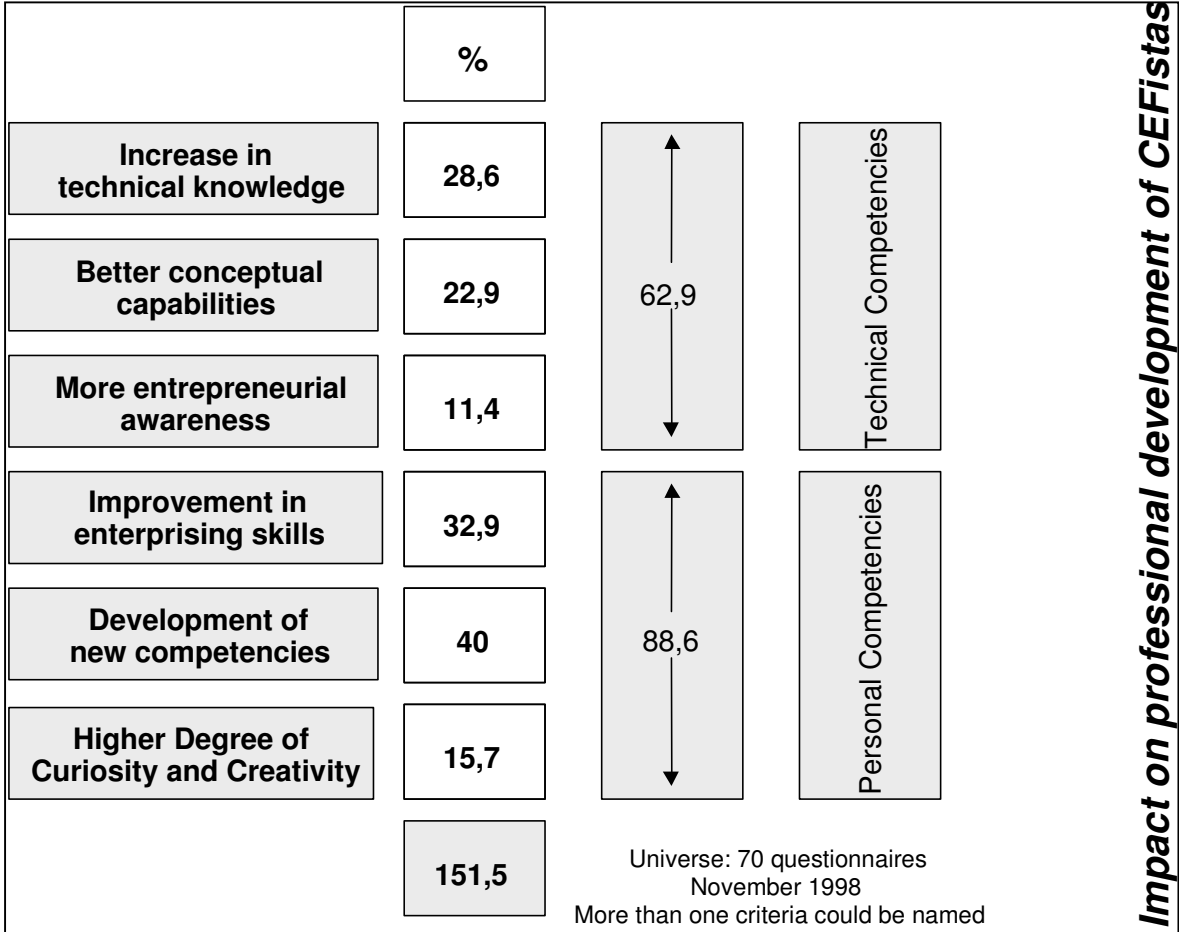 %
Increase in
technical knowledge
28,6
Better conceptual
capabilities
22,9
More entrepreneurial
awareness
11,4
62,9
Technical Competencies
Improvement in
enterprising skills
32,9
Development of
new competencies
40
Higher Degree of
Curiosity and Creativity
15,7
88,6
Personal Competencies
151,5
Universe: 70 questionnaires
November 1998
More than one criteria could be named
Impact on professional development of CEFistas